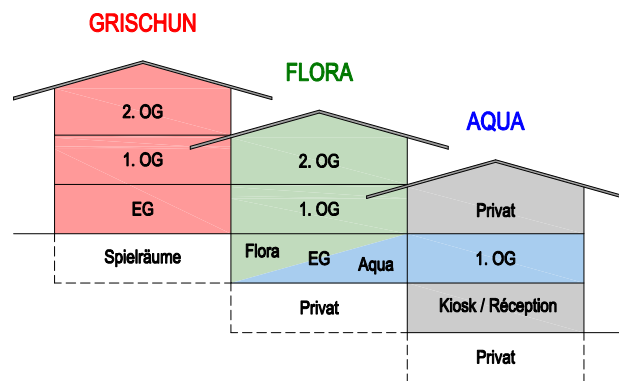 GRISCHUN
FLORA
AQUA
2. OG
1. OG
EG
Spielräume
2. OG
1. OG
Flora
EG
Aqua
Privat
Privat
1. OG
Kiosk / Réception
Privat